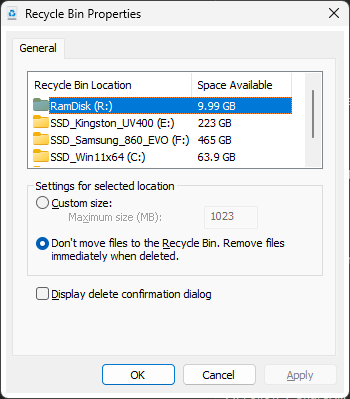 Recycle Bin Properties
General
Recycle Bin Location Space Available
RamDisk (R:) 9.99 GB
SSD_Kingston_UV400 (E:) 223 GB
SSD_Samsung_860_EVO (F:) 465 GB
SSD_Win11x64 (C:) 63.9 GB
Settings for selected location
Custom size:
Maximum size (MB): 1023
Don't move files to the Recycle Bin. Remove files
immediately when deleted.
Display delete confirmation dialog
OK Cancel Apply